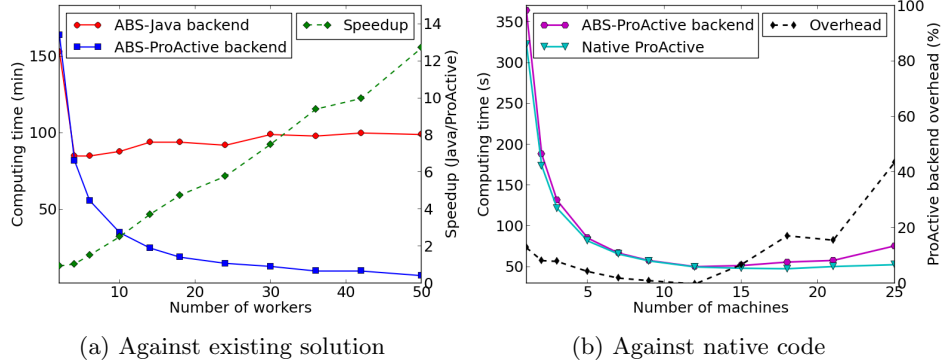 ABS-Java backend
ABS-ProActive backend
Speedup
Computing time (min)
150
100
50
14
12
10
8
6
4
2
0
Speedup (Java/ProActive)
10
20
30
40
50
Number of workers
(a) Against existing solution
ABS-ProActive backend
Native ProActive
Overhead
Computing time (s)
350
300
250
200
150
100
50
100
80
60
40
20
0
ProActive backend overhead (%)
5
10
15
20
25
Number of machines
(b) Against native code